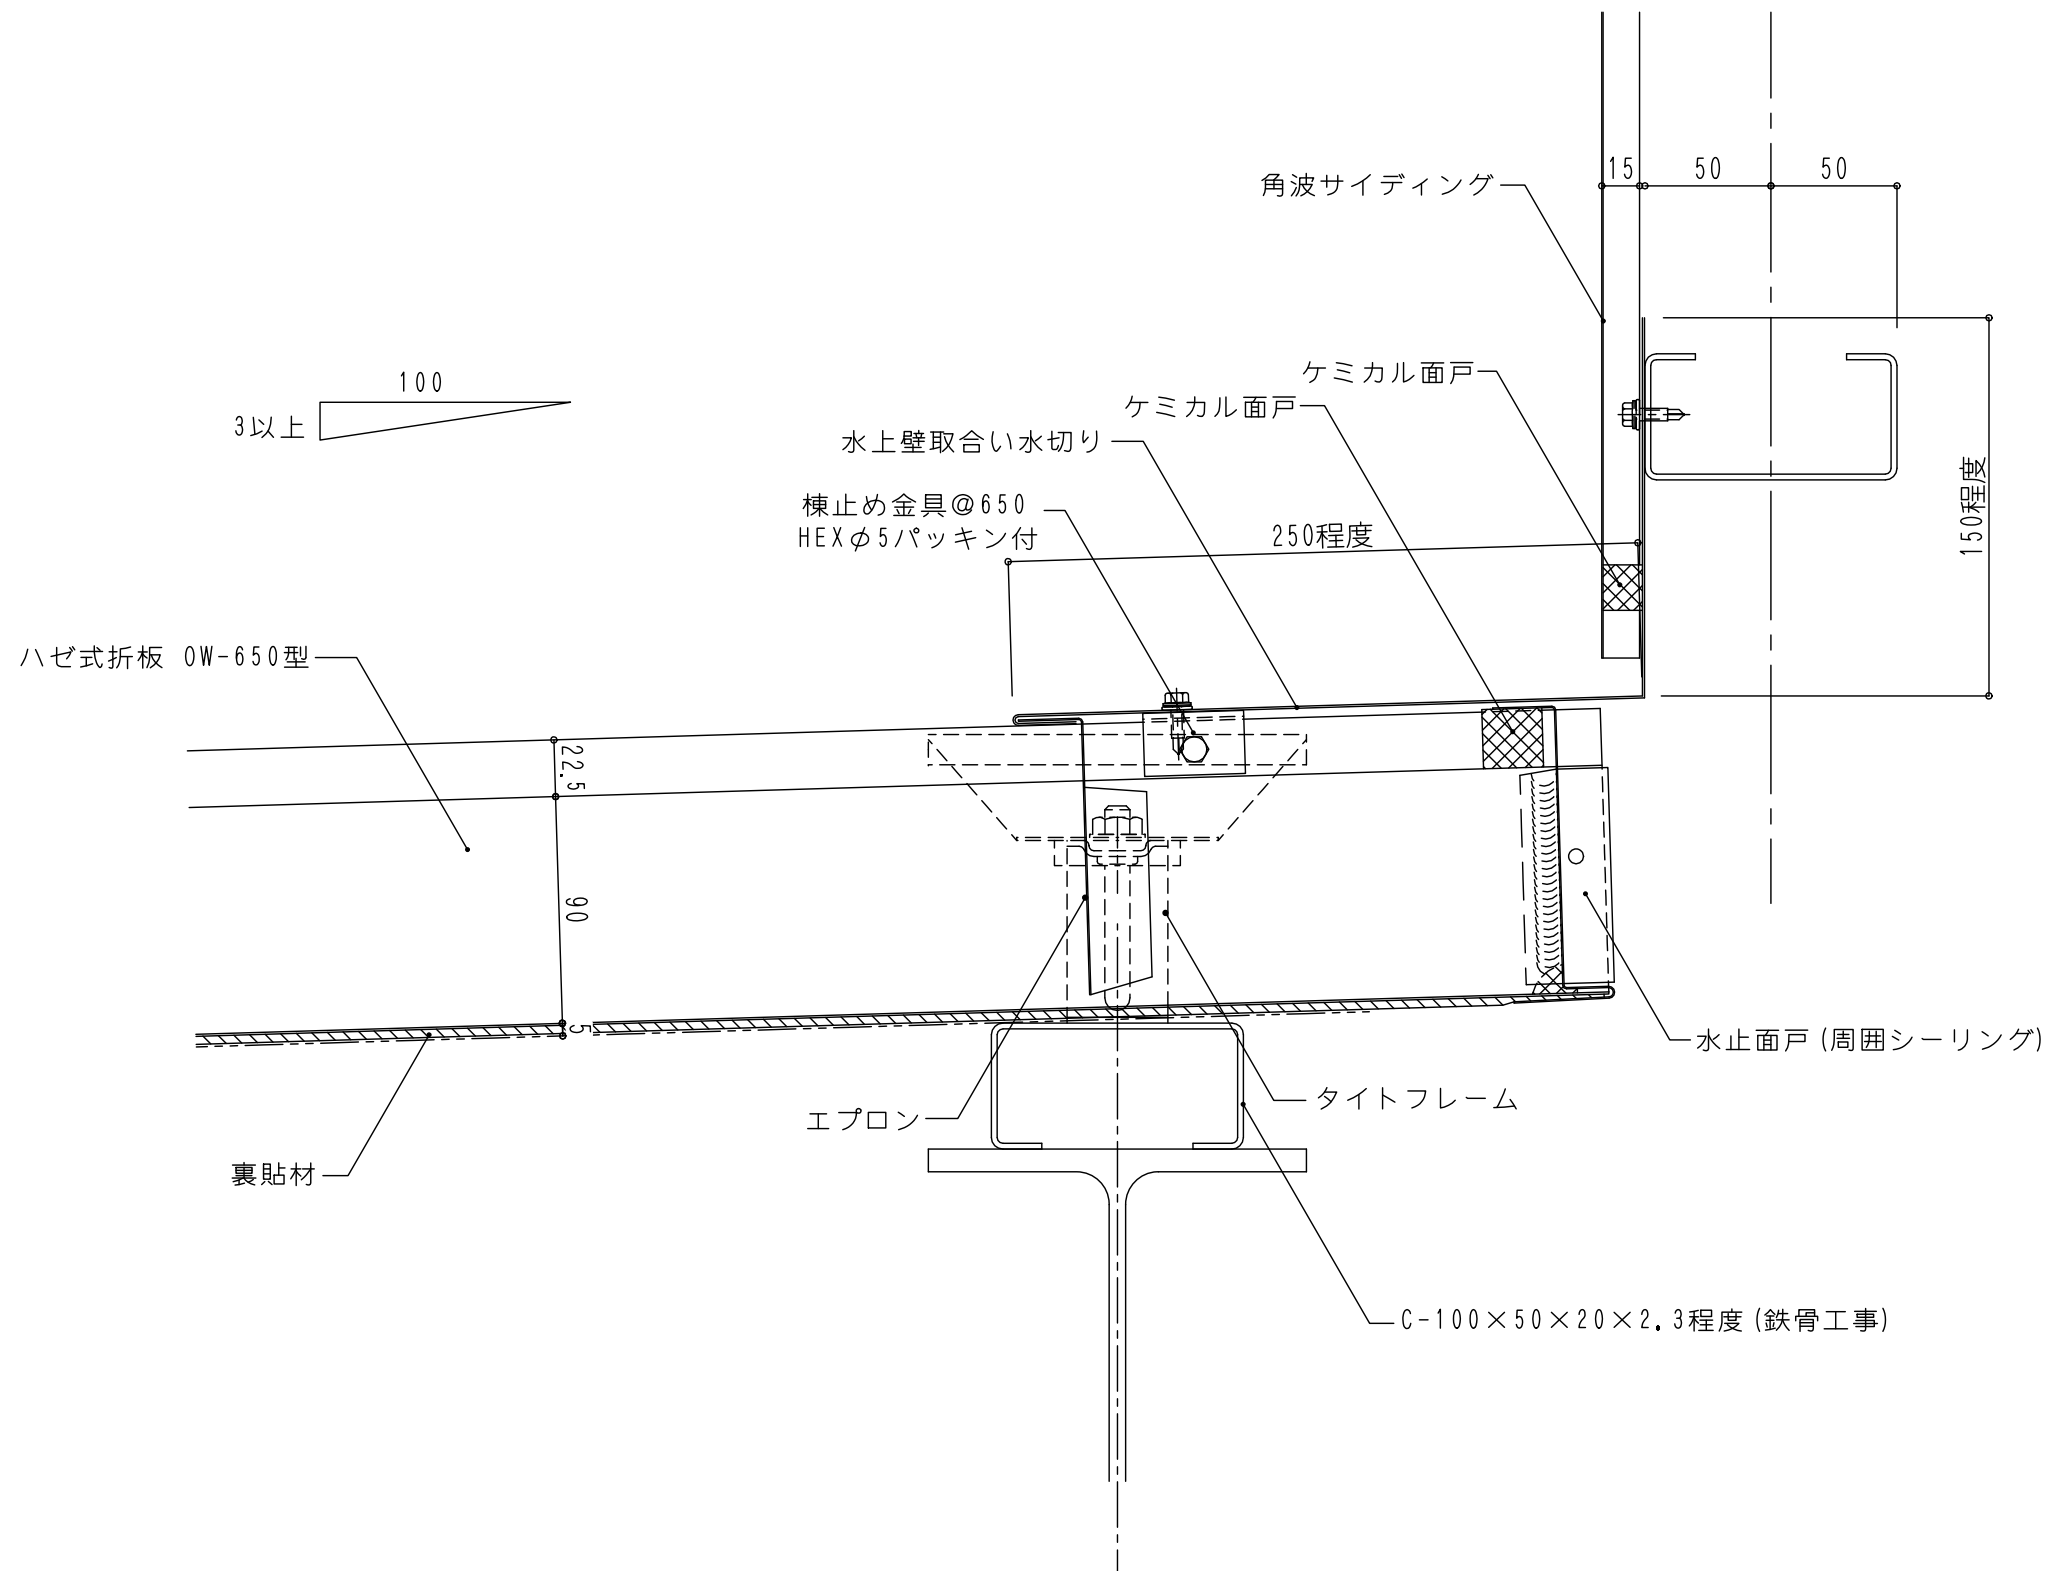 15
50
50
角波サイディング
100
3以上
ケミカル面戸
ケミカル面戸
水上壁取合い水切り
棟止め金具@650
HEXφ5パッキン付
250程度
150程度
ハゼ式折板 OW-650型
22.5
90
5
水止面戸(周囲シーリング)
タイトフレーム
エプロン
裏貼材
C-100×50×20×2.3程度(鉄骨工事)